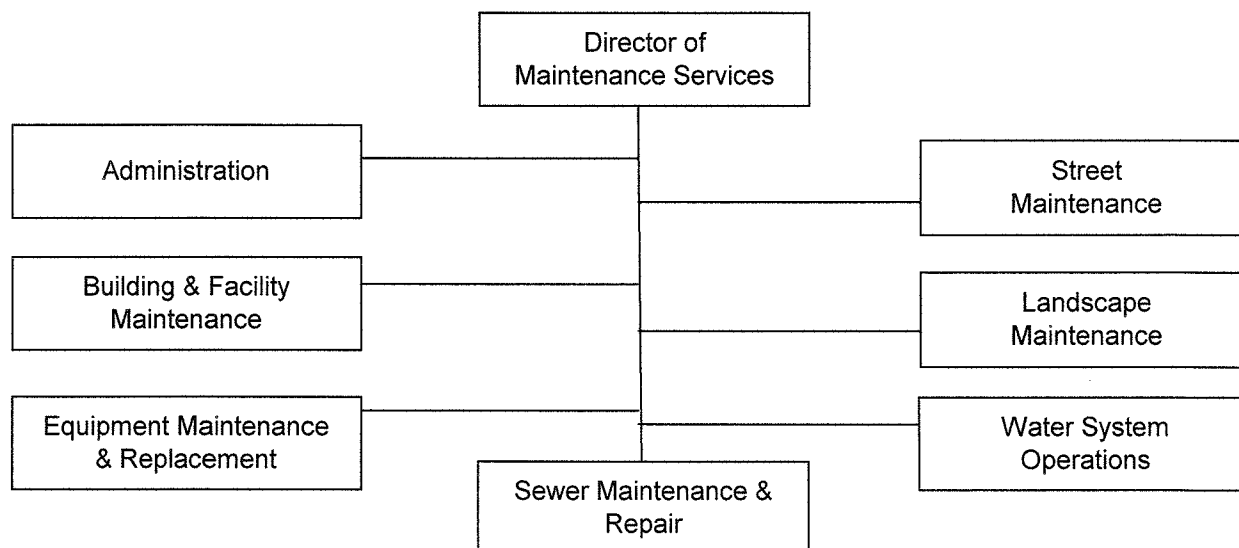 Director of
Maintenance Services
Administration
Street
Maintenance
Building & Facility
Maintenance
Landscape
Maintenance
Equipment Maintenance
& Replacement
Water System
Operations
Sewer Maintenance &
Repair